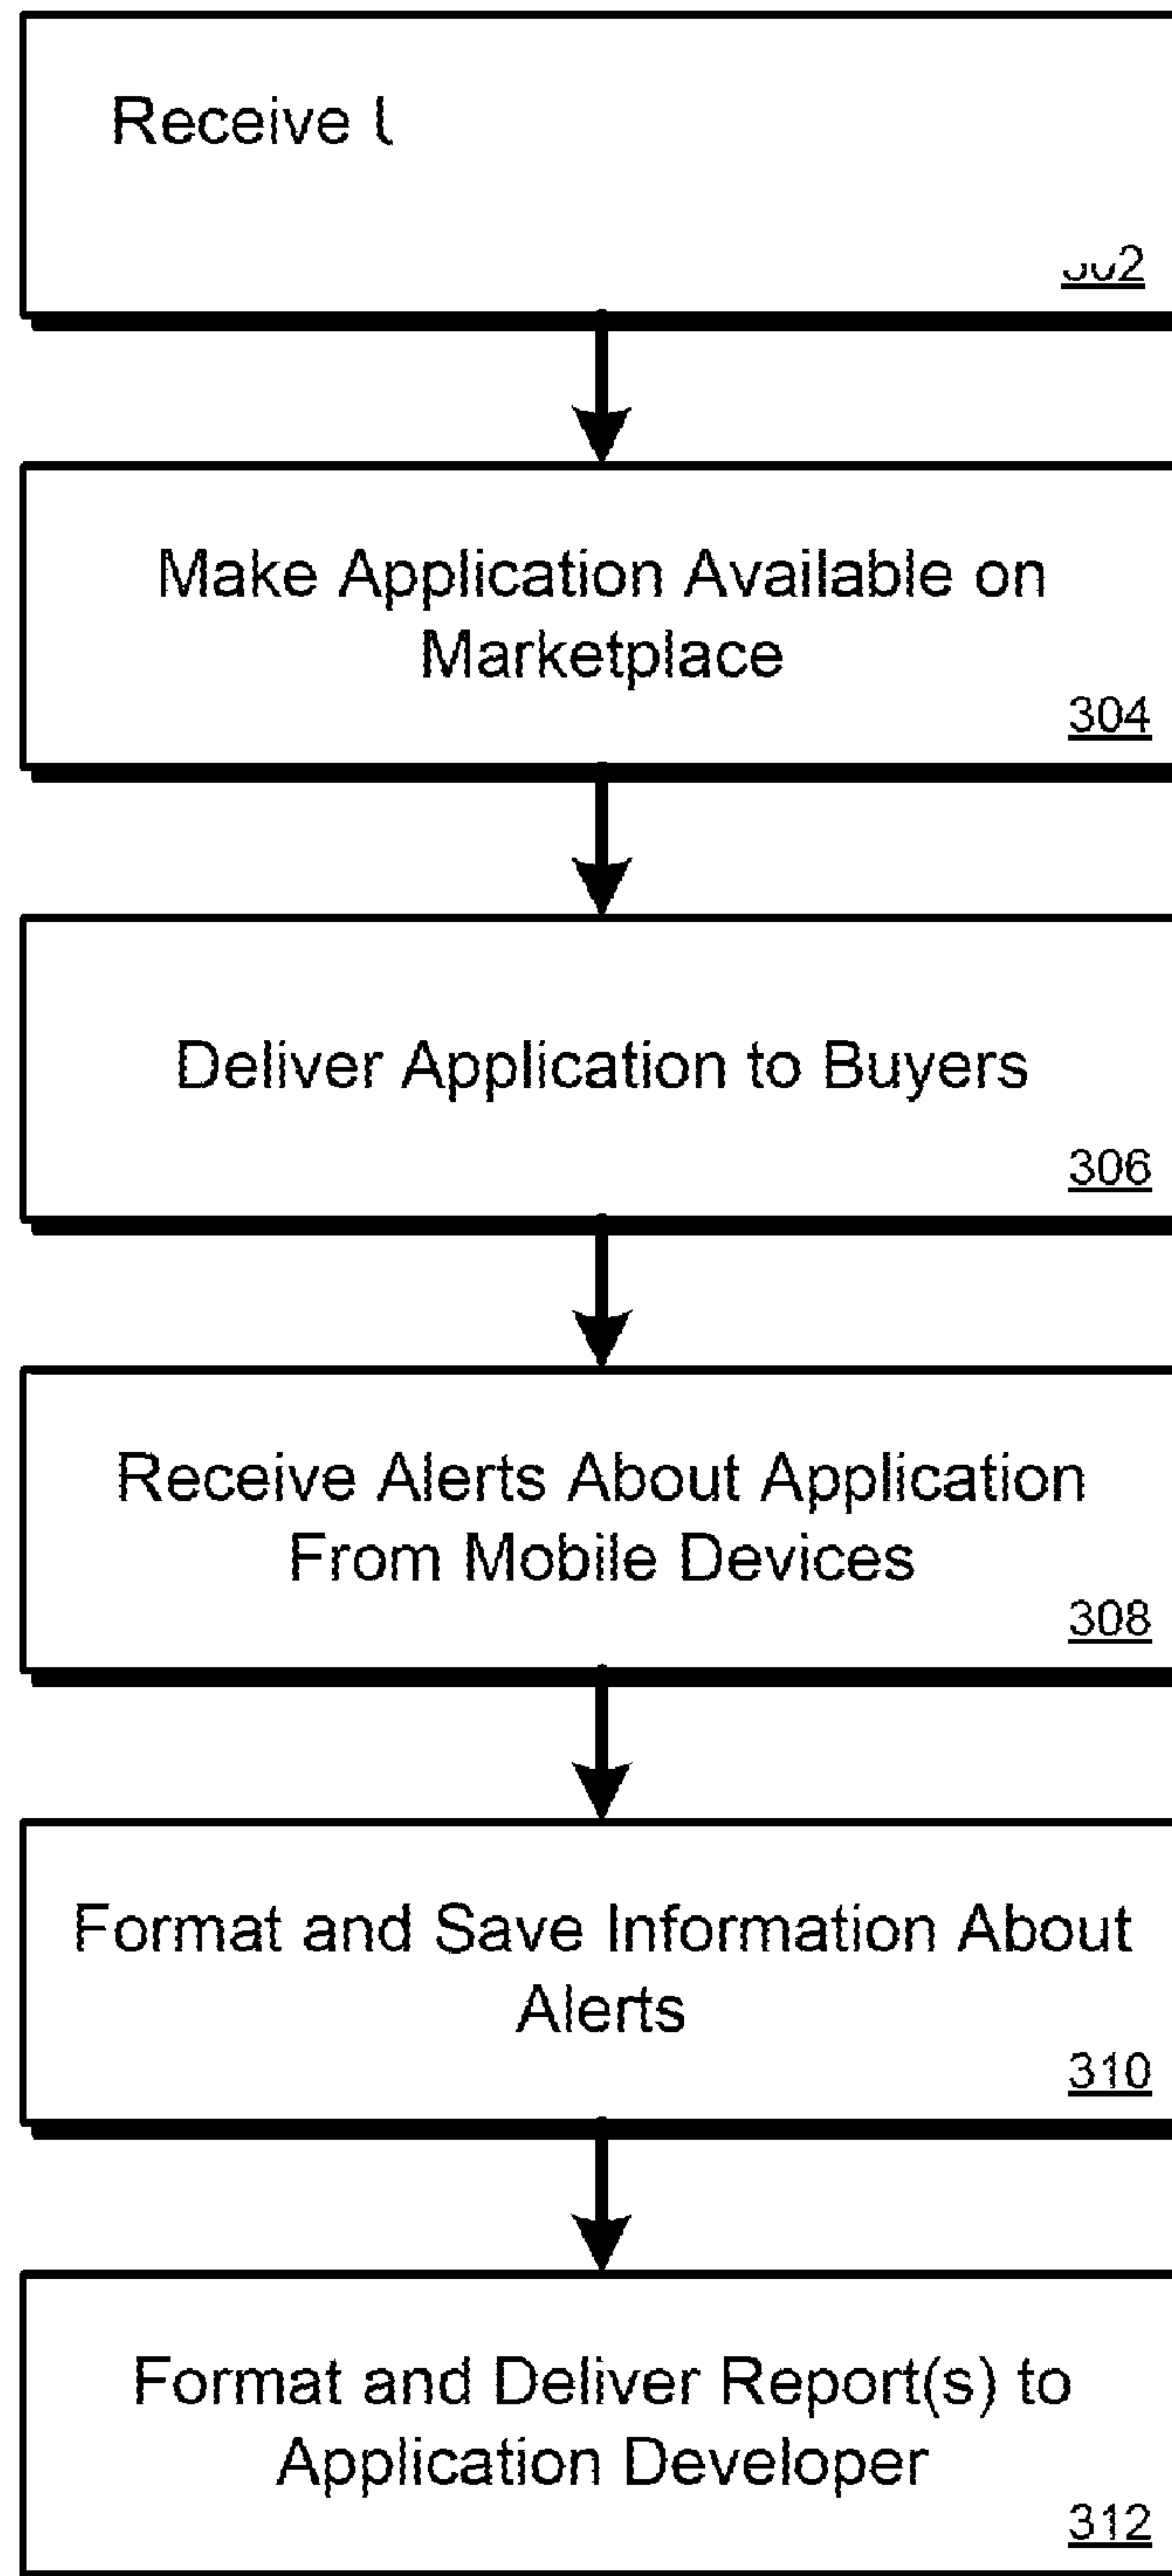 Receive
Make Application Available on
Marketplace
304
Deliver Application to Buyers
306
Receive Alerts About Application
From Mobile Devices
308
Format and Save Information About
Alerts
310
Format and Deliver Report(s) to
Application Developer
312